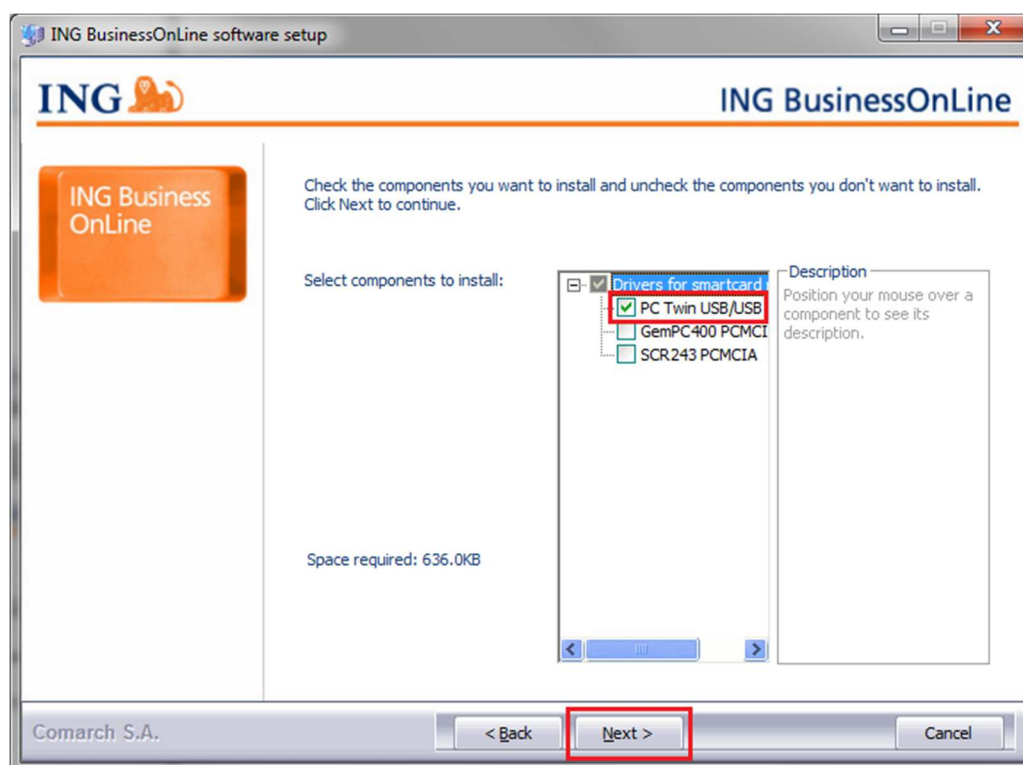 ING BusinessOnLine software setup
ING
ING BusinessOnLine
ING Business
OnLine
Check the components you want to install and uncheck the components you don't want to install.
Click Next to continue.
Select components to install:
Drivers for smartcard
PC Twin USB/USB
GemPC400 PCMCI
SCR243 PCMCIA
Description
Position your mouse over a
component to see its
description.
Space required: 636.0KB
Comarch S.A.
< Back
Next >
Cancel